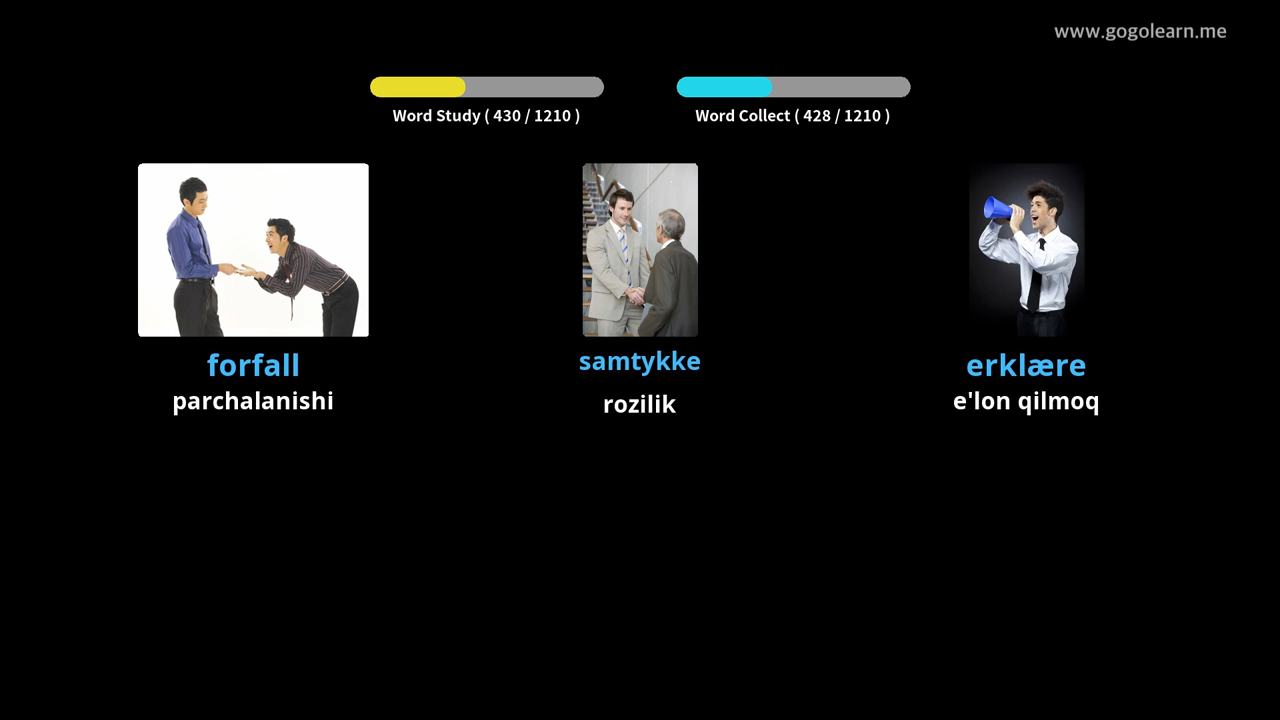 www.gogolearn.me
Word Study ( 430 / 1210 )
Word Collect ( 428 / 1210 )
forfall
parchalanishi
samtykke
rozilik
erklære
e'lon qilmoq